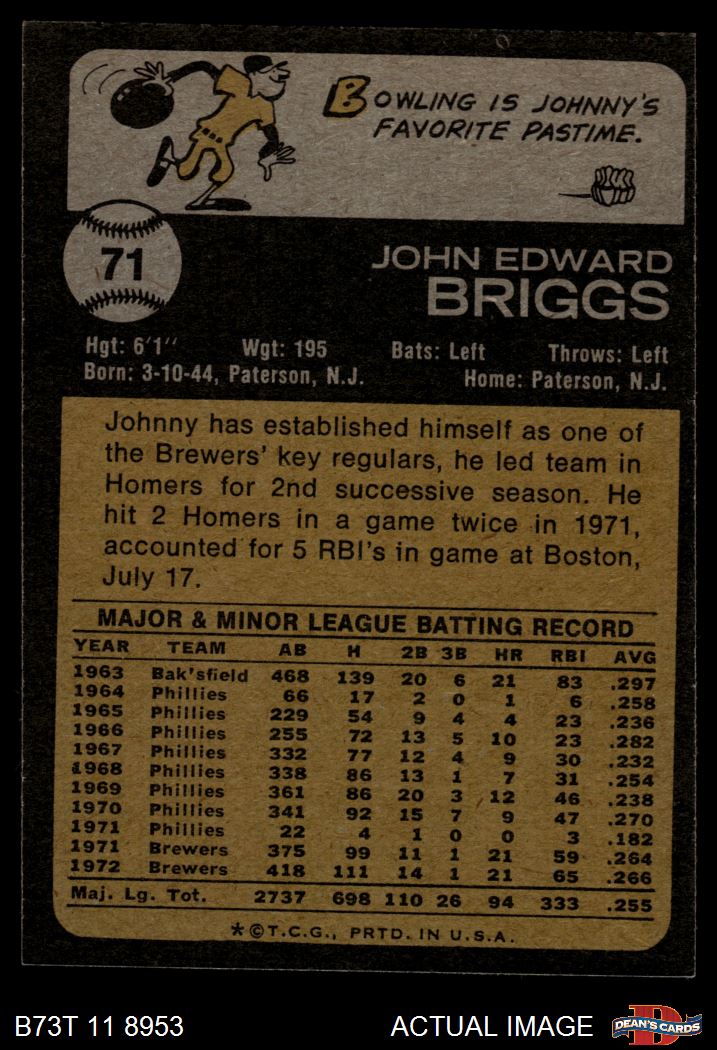 BOWLING IS JOHNNY'S
FAVORITE PASTIME.
71
JOHN EDWARD
BRIGGS
Hgt: 6'1" Wgt: 195 Bats: Left Throws: Left
Born: 3-10-44, Paterson, N.J. Home: Paterson, N.J.
Johnny has established himself as one of
the Brewers' key regulars, he led team in
Homers for 2nd successive season. He
hit 2 Homers in a game twice in 1971,
accounted for 5 RBI's in game at Boston,
July 17.
MAJOR & MINOR LEAGUE BATTING RECORD
YEAR TEAM AB H 2B 3B HR RBI AVG
1963 Bak'sfield 468 139 20 6 21 83 .297
1964 Phillies 66 17 2 0 1 6 .258
1965 Phillies 229 54 9 4 4 23 .236
1966 Phillies 255 72 13 5 10 23 .282
1967 Phillies 332 77 12 4 9 30 .232
1968 Phillies 338 86 13 1 7 31 .254
1969 Phillies 361 86 20 3 12 46 .238
1970 Phillies 341 92 15 7 9 47 .270
1971 Phillies 22 4 1 0 0 3 .182
1971 Brewers 375 99 11 1 21 59 .264
1972 Brewers 418 111 14 1 21 65 .266
Maj. Lg. Tot. 2737 698 110 26 94 333 .255
*©T.C.G., PRTD. IN U.S.A.
B73T 11 8953 ACTUAL IMAGE DEAN'S CARDS